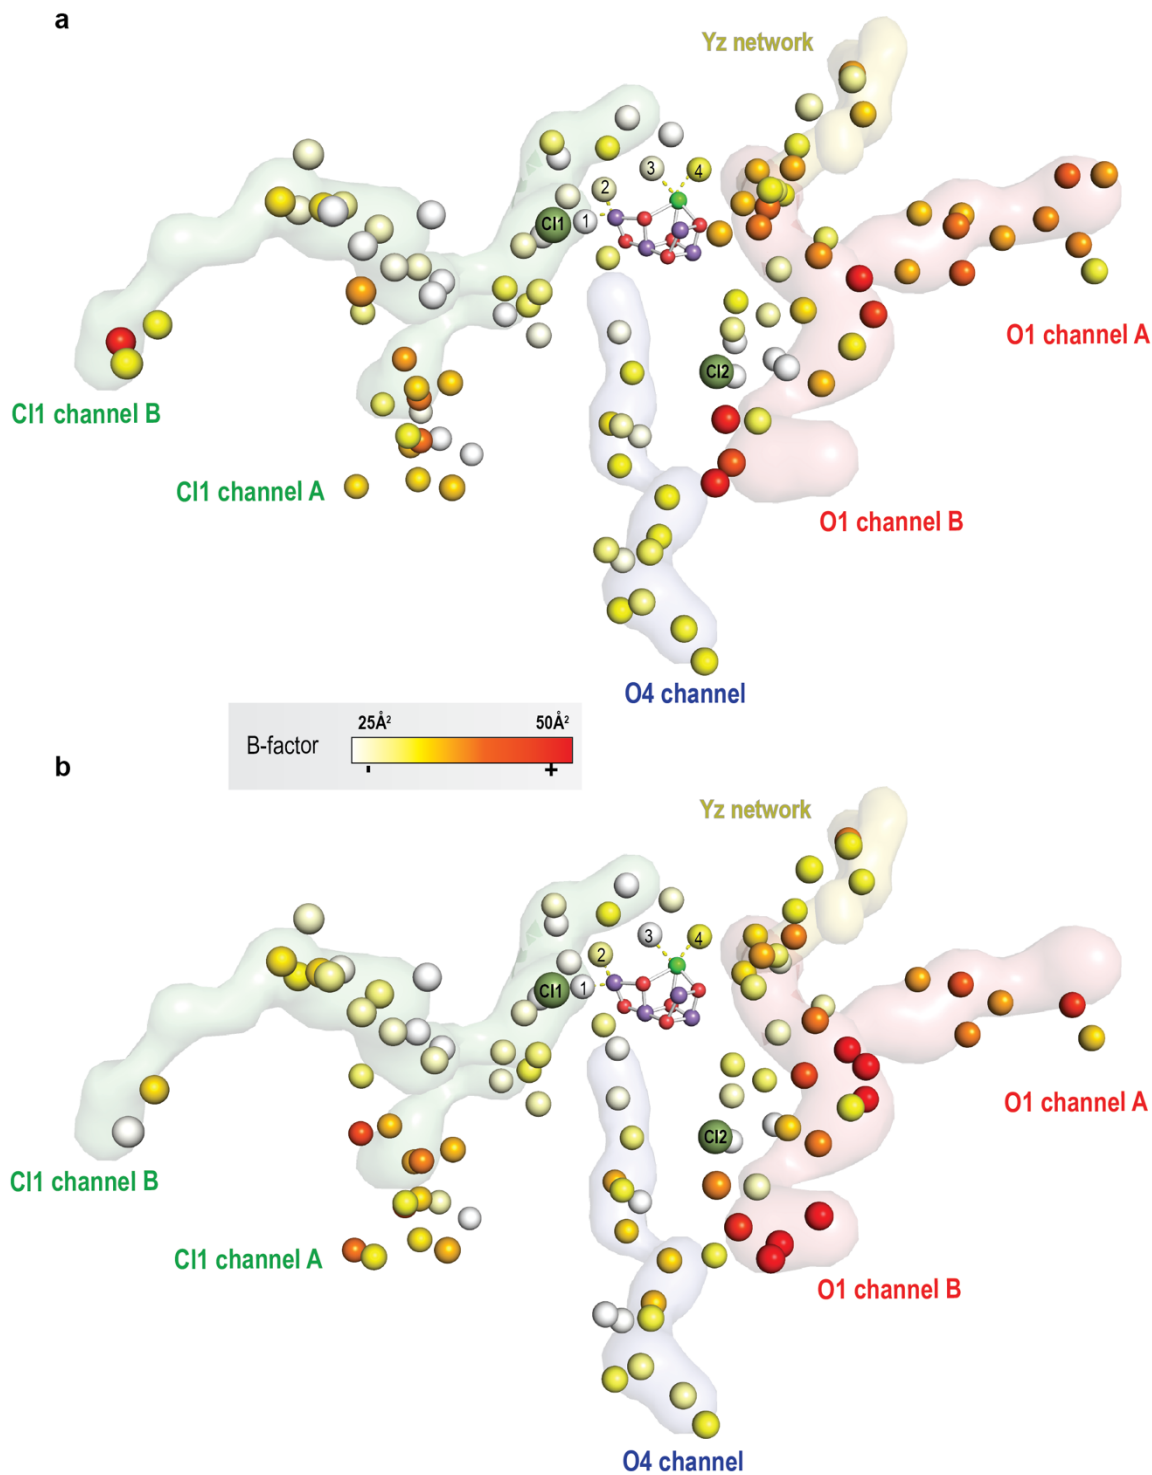 a
Yz network
3
4
2
Cl1
1
O1 channel A
Cl2
Cl1 channel B
Cl1 channel A
O1 channel B
O4 channel
25Å²
50Å²
B-factor
-
+
b
Yz network
3
4
2
Cl1
1
O1 channel A
Cl2
Cl1 channel B
Cl1 channel A
O1 channel B
O4 channel